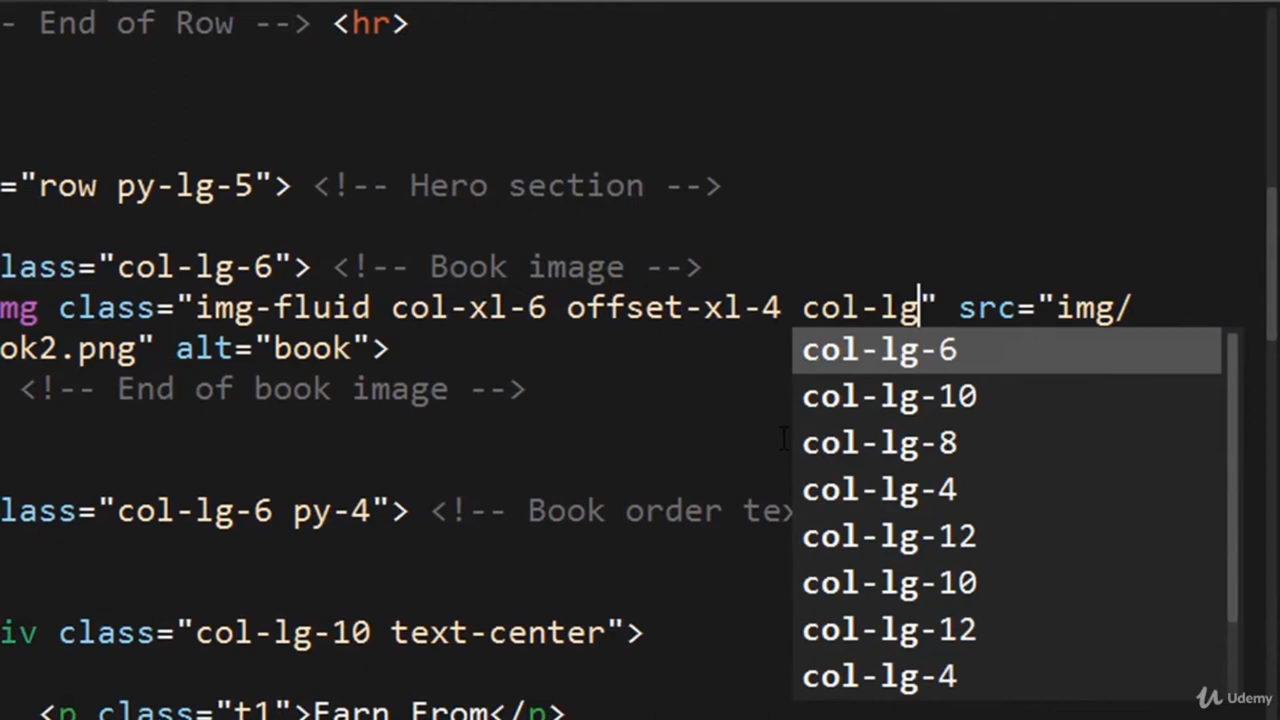 - End of Row --> <hr>
="row py-lg-5"> <!-- Hero section -->
lass="col-lg-6"> <!-- Book image -->
mg class="img-fluid col-xl-6 offset-xl-4 col-lg" src="img/
ok2.png" alt="book">
<!-- End of book image -->
lass="col-lg-6 py-4"> <!-- Book order tex
iv class="col-lg-10 text-center">
<p class="t1">Earn From</p>
col-lg-6
col-lg-10
col-lg-8
col-lg-4
col-lg-12
col-lg-10
col-lg-12
col-lg-4
Udemy